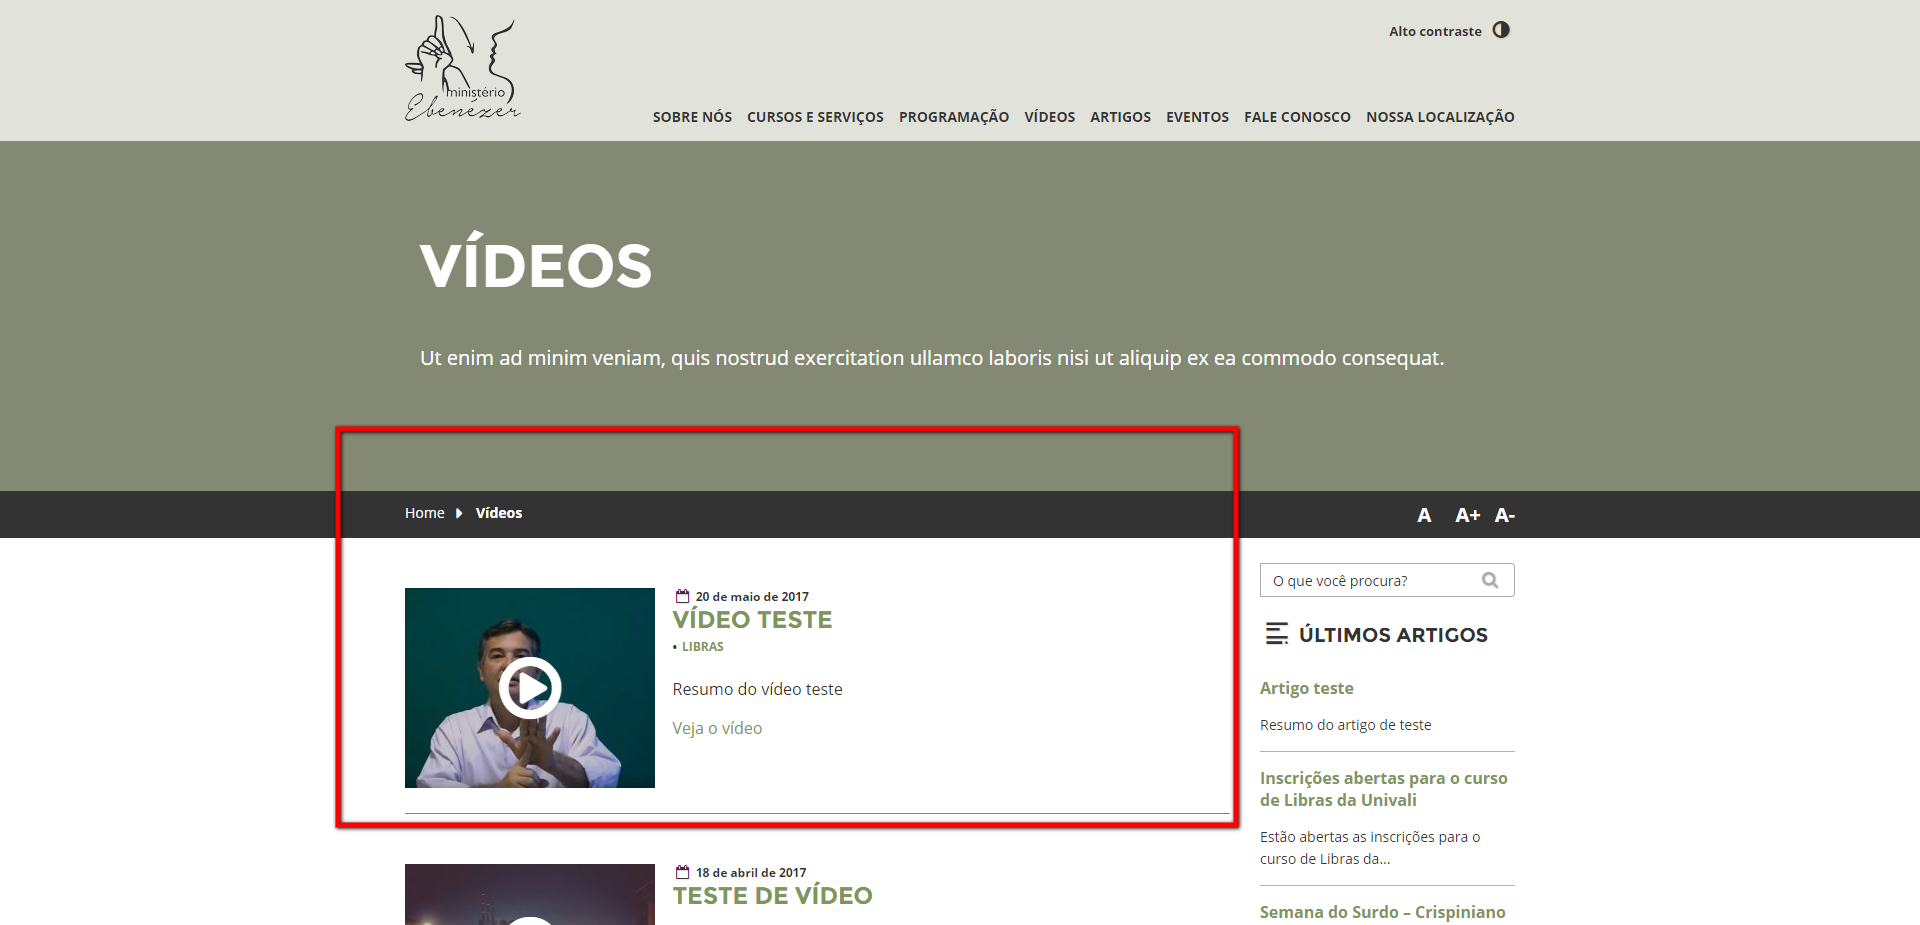 ministério
Ebenézer
Alto contraste
SOBRE NÓS CURSOS E SERVIÇOS PROGRAMAÇÃO VÍDEOS ARTIGOS EVENTOS FALE CONOSCO NOSSA LOCALIZAÇÃO
VÍDEOS
Ut enim ad minim veniam, quis nostrud exercitation ullamco laboris nisi ut aliquip ex ea commodo consequat.
Home Vídeos
A A+ A-
20 de maio de 2017
VÍDEO TESTE
• LIBRAS
Resumo do vídeo teste
Veja o vídeo
18 de abril de 2017
TESTE DE VÍDEO
O que você procura?
ÚLTIMOS ARTIGOS
Artigo teste
Resumo do artigo de teste
Inscrições abertas para o curso
de Libras da Univali
Estão abertas as inscrições para o
curso de Libras da...
Semana do Surdo – Crispiniano